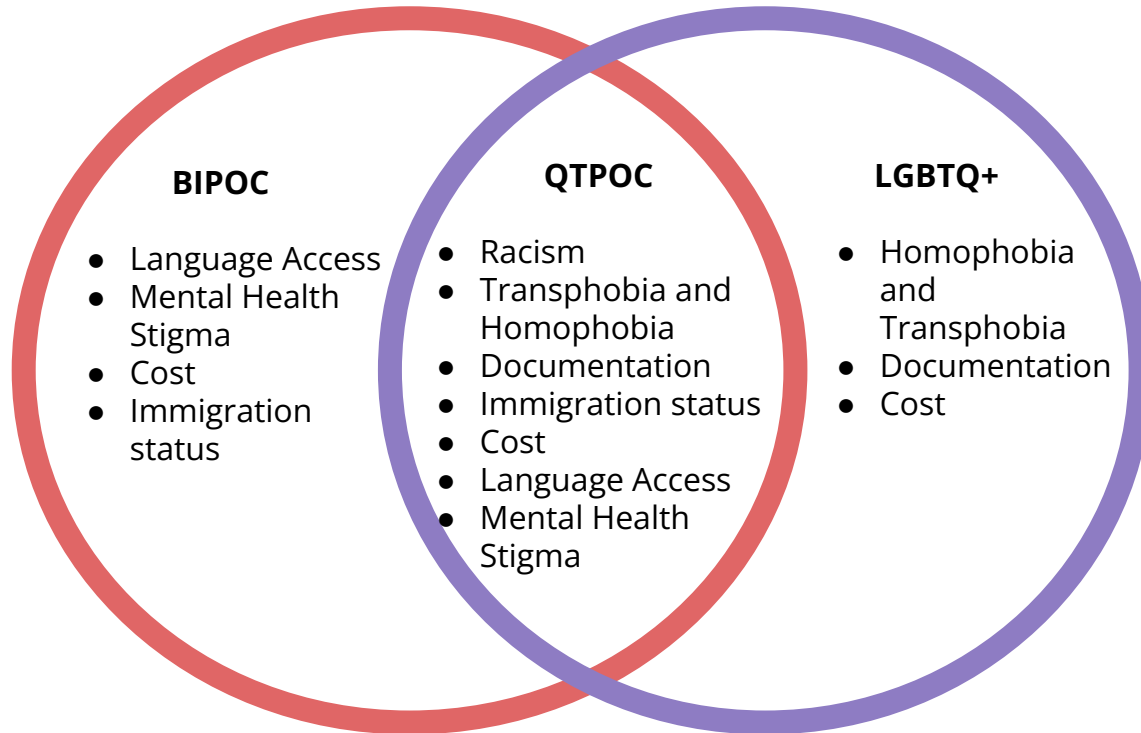 BIPOC
● Language Access
● Mental Health
Stigma
● Cost
● Immigration
status
QTPOC
● Racism
● Transphobia and
Homophobia
● Documentation
● Immigration status
● Cost
● Language Access
● Mental Health
Stigma
LGBTQ+
● Homophobia
and
Transphobia
● Documentation
● Cost